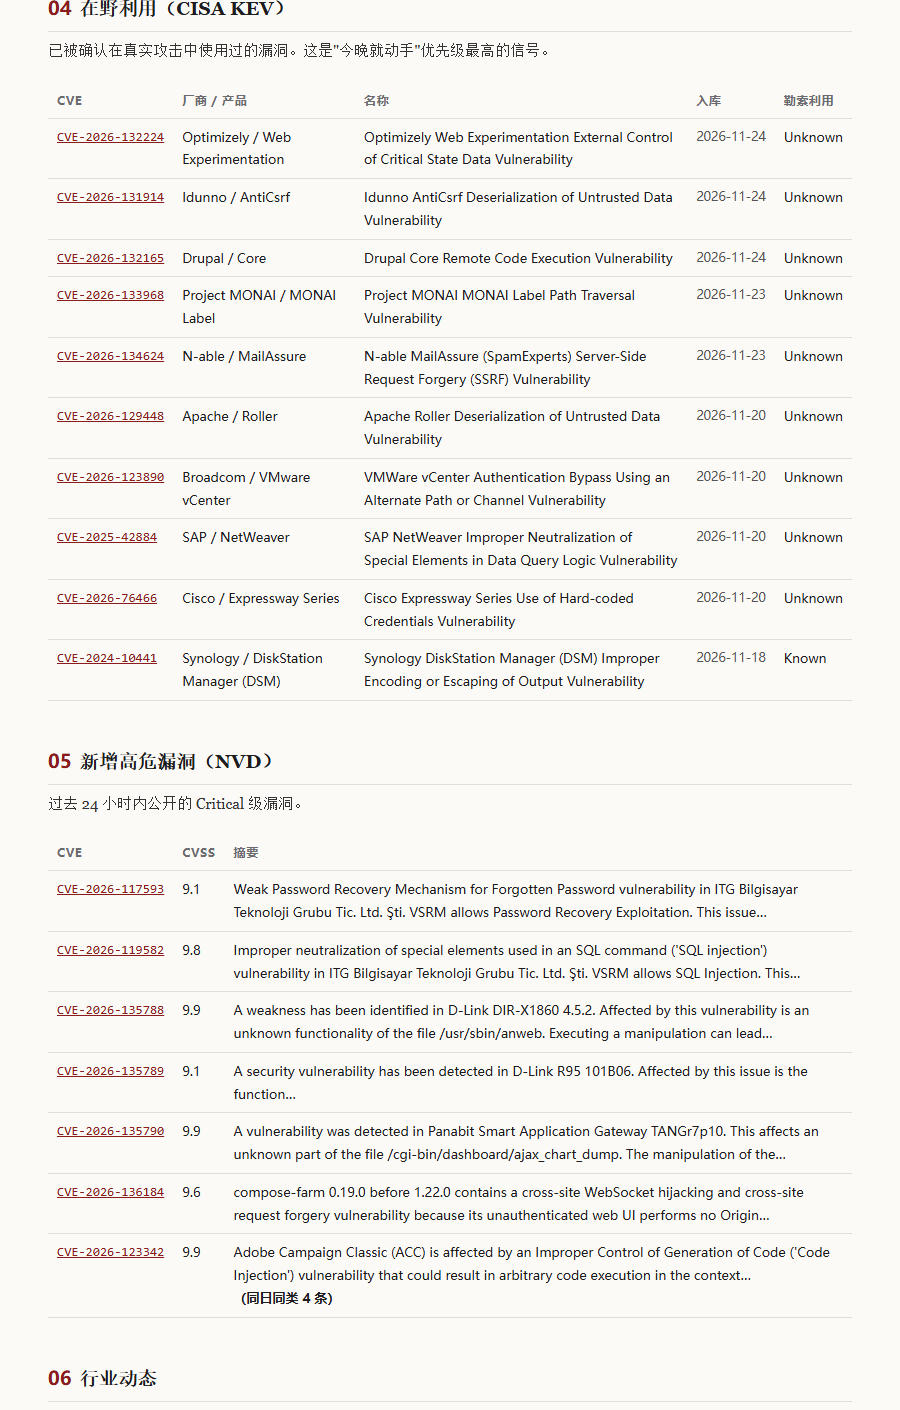 04 在野利用（CISA KEV）
已被确认在真实攻击中使用过的漏洞。这是"今晚就动手"优先级最高的信号。
CVE 厂商 / 产品 名称 入库 勒索利用
CVE-2026-132224 Optimizely / Web Optimizely Web Experimentation External Control 2026-11-24 Unknown
Experimentation of Critical State Data Vulnerability
CVE-2026-131914 Idunno / AntiCsrf Idunno AntiCsrf Deserialization of Untrusted Data 2026-11-24 Unknown
Vulnerability
CVE-2026-132165 Drupal / Core Drupal Core Remote Code Execution Vulnerability 2026-11-24 Unknown
CVE-2026-133968 Project MONAI / MONAI Project MONAI MONAI Label Path Traversal 2026-11-23 Unknown
Label Vulnerability
CVE-2026-134624 N-able / MailAssure N-able MailAssure (SpamExperts) Server-Side 2026-11-23 Unknown
Request Forgery (SSRF) Vulnerability
CVE-2026-129448 Apache / Roller Apache Roller Deserialization of Untrusted Data 2026-11-20 Unknown
Vulnerability
CVE-2026-123890 Broadcom / VMware VMWare vCenter Authentication Bypass Using an 2026-11-20 Unknown
vCenter Alternate Path or Channel Vulnerability
CVE-2025-42884 SAP / NetWeaver SAP NetWeaver Improper Neutralization of 2026-11-20 Unknown
Special Elements in Data Query Logic Vulnerability
CVE-2026-76466 Cisco / Expressway Series Cisco Expressway Series Use of Hard-coded 2026-11-20 Unknown
Credentials Vulnerability
CVE-2024-10441 Synology / DiskStation Synology DiskStation Manager (DSM) Improper 2026-11-18 Known
Manager (DSM) Encoding or Escaping of Output Vulnerability
05 新增高危漏洞（NVD）
过去 24 小时内公开的 Critical 级漏洞。
CVE CVSS 摘要
CVE-2026-117593 9.1 Weak Password Recovery Mechanism for Forgotten Password vulnerability in ITG Bilgisayar
Teknoloji Grubu Tic. Ltd. Şti. VSRM allows Password Recovery Exploitation. This issue…
CVE-2026-119582 9.8 Improper neutralization of special elements used in an SQL command ('SQL injection')
vulnerability in ITG Bilgisayar Teknoloji Grubu Tic. Ltd. Şti. VSRM allows SQL Injection. This…
CVE-2026-135788 9.9 A weakness has been identified in D-Link DIR-X1860 4.5.2. Affected by this vulnerability is an
unknown functionality of the file /usr/sbin/anweb. Executing a manipulation can lead…
CVE-2026-135789 9.1 A security vulnerability has been detected in D-Link R95 101B06. Affected by this issue is the
function…
CVE-2026-135790 9.9 A vulnerability was detected in Panabit Smart Application Gateway TANGr7p10. This affects an
unknown part of the file /cgi-bin/dashboard/ajax_chart_dump. The manipulation of the…
CVE-2026-136184 9.6 compose-farm 0.19.0 before 1.22.0 contains a cross-site WebSocket hijacking and cross-site
request forgery vulnerability because its unauthenticated web UI performs no Origin…
CVE-2026-123342 9.9 Adobe Campaign Classic (ACC) is affected by an Improper Control of Generation of Code ('Code
Injection') vulnerability that could result in arbitrary code execution in the context…
（同日同类 4 条）
06 行业动态